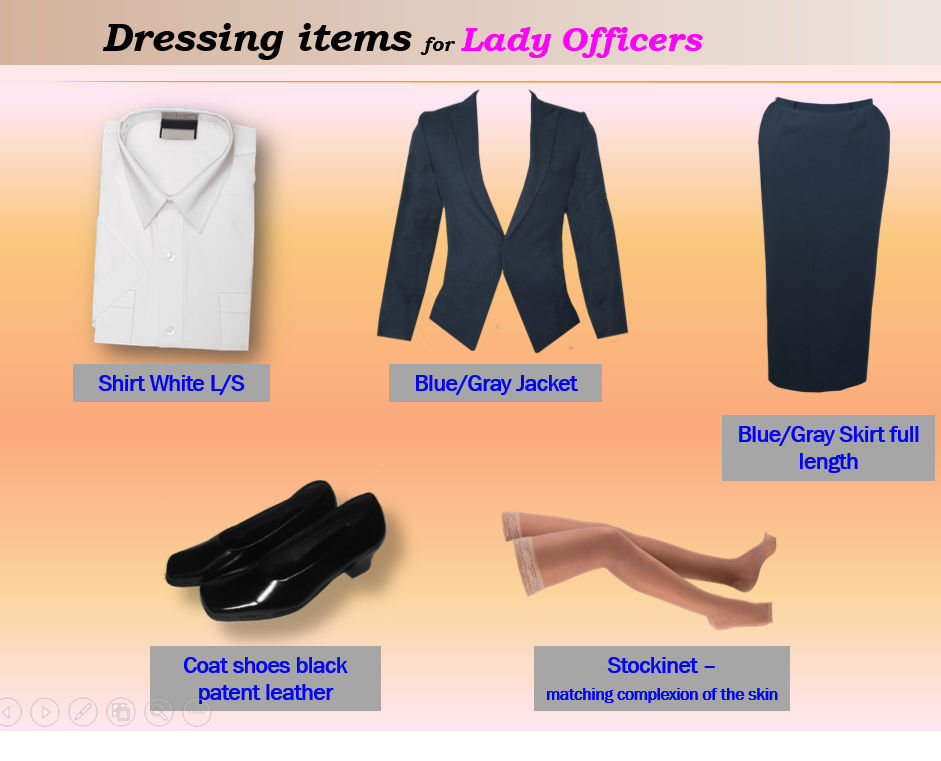 Dressing items for Lady Officers
Shirt White L/S
Blue/Gray Jacket
Blue/Gray Skirt full
length
Coat shoes black
patent leather
Stockinet –
matching complexion of the skin